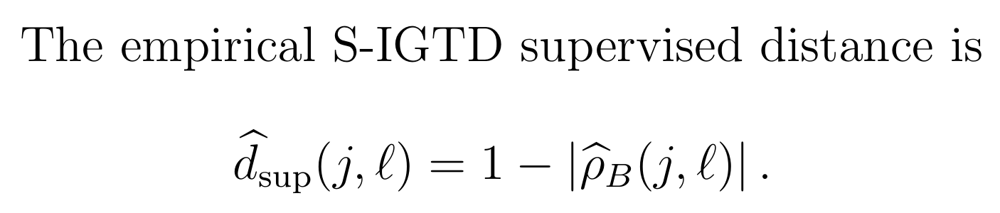 The empirical S-IGTD supervised distance is
$\widehat{d}_{\mathrm{sup}}(j, \ell) = 1 - |\widehat{\rho}_B(j, \ell)|\,.$